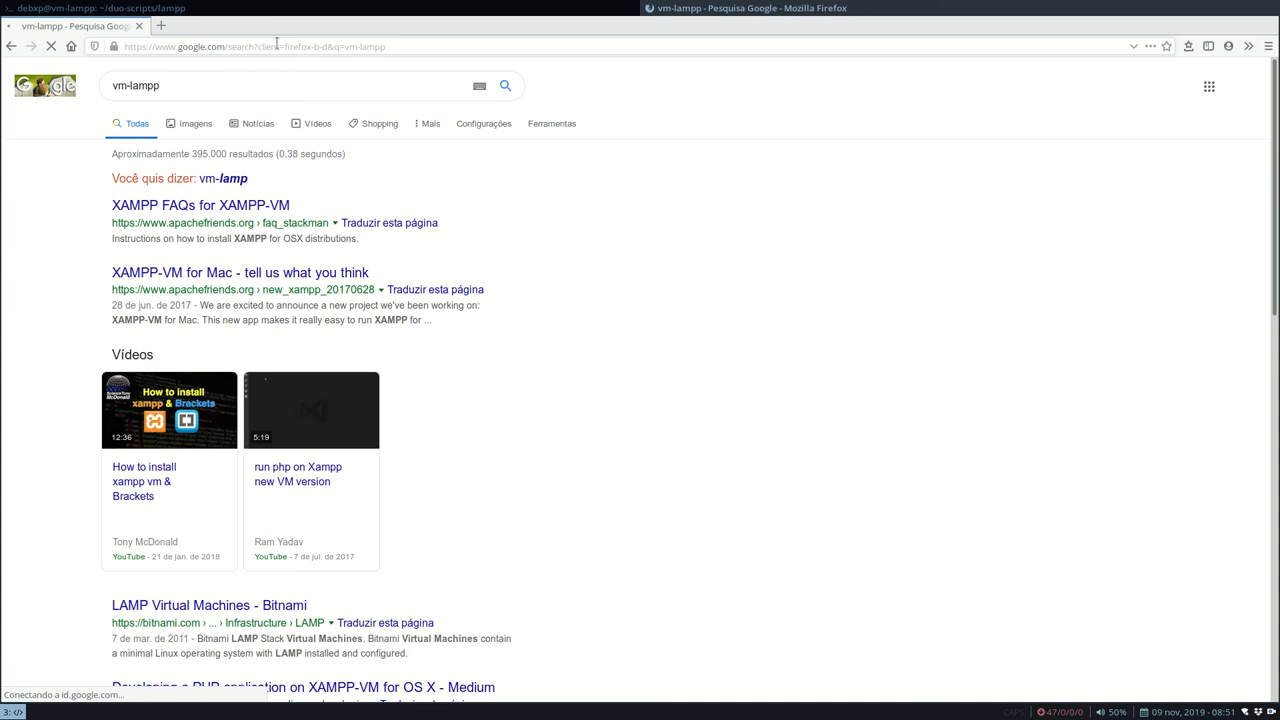 debxp@vm-lampp: ~/duo-scripts/lampp
vm-lampp - Pesquisa Google - Mozilla Firefox
vm-lampp - Pesquisa Goog
https://www.google.com/search?client=firefox-b-d&q=vm-lampp
vm-lampp
Todas Imagens Notícias Vídeos Shopping Mais Configurações Ferramentas
Aproximadamente 395.000 resultados (0,38 segundos)
Você quis dizer: vm-lamp
XAMPP FAQs for XAMPP-VM
https://www.apachefriends.org › faq_stackman Traduzir esta página
Instructions on how to install XAMPP for OSX distributions.
XAMPP-VM for Mac - tell us what you think
https://www.apachefriends.org › new_xampp_20170628 Traduzir esta página
28 de jun. de 2017 - We are excited to announce a new project we've been working on:
XAMPP-VM for Mac. This new app makes it really easy to run XAMPP for ...
Vídeos
How to install
xampp & Brackets
12:36
5:19
How to install
xampp vm &
Brackets
Tony McDonald
YouTube - 21 de jan. de 2018
run php on Xampp
new VM version
Ram Yadav
YouTube - 7 de jul. de 2017
LAMP Virtual Machines - Bitnami
https://bitnami.com › ... › Infrastructure › LAMP Traduzir esta página
7 de mar. de 2011 - Bitnami LAMP Stack Virtual Machines. Bitnami Virtual Machines contain
a minimal Linux operating system with LAMP installed and configured.
Developing a PHP application on XAMPP-VM for OS X - Medium
Conectando a id.google.com...
3: </>
CAPS 47/0/0/0 50% 09 nov, 2019 - 08:51